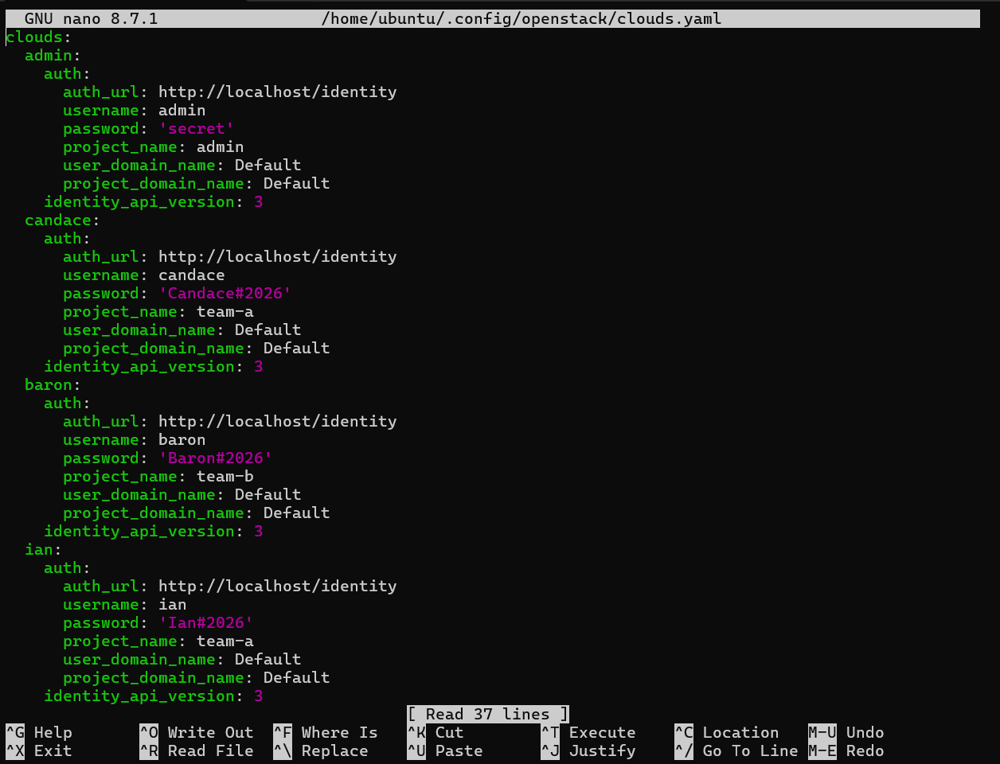 GNU nano 8.7.1 /home/ubuntu/.config/openstack/clouds.yaml
clouds:
  admin:
    auth:
      auth_url: http://localhost/identity
      username: admin
      password: 'secret'
      project_name: admin
      user_domain_name: Default
      project_domain_name: Default
    identity_api_version: 3
  candace:
    auth:
      auth_url: http://localhost/identity
      username: candace
      password: 'Candace#2026'
      project_name: team-a
      user_domain_name: Default
      project_domain_name: Default
    identity_api_version: 3
  baron:
    auth:
      auth_url: http://localhost/identity
      username: baron
      password: 'Baron#2026'
      project_name: team-b
      user_domain_name: Default
      project_domain_name: Default
    identity_api_version: 3
  ian:
    auth:
      auth_url: http://localhost/identity
      username: ian
      password: 'Ian#2026'
      project_name: team-a
      user_domain_name: Default
      project_domain_name: Default
    identity_api_version: 3
[ Read 37 lines ]
^G Help ^O Write Out ^F Where Is ^K Cut ^T Execute ^C Location M-U Undo
^X Exit ^R Read File ^\ Replace ^U Paste ^J Justify ^/ Go To Line M-E Redo